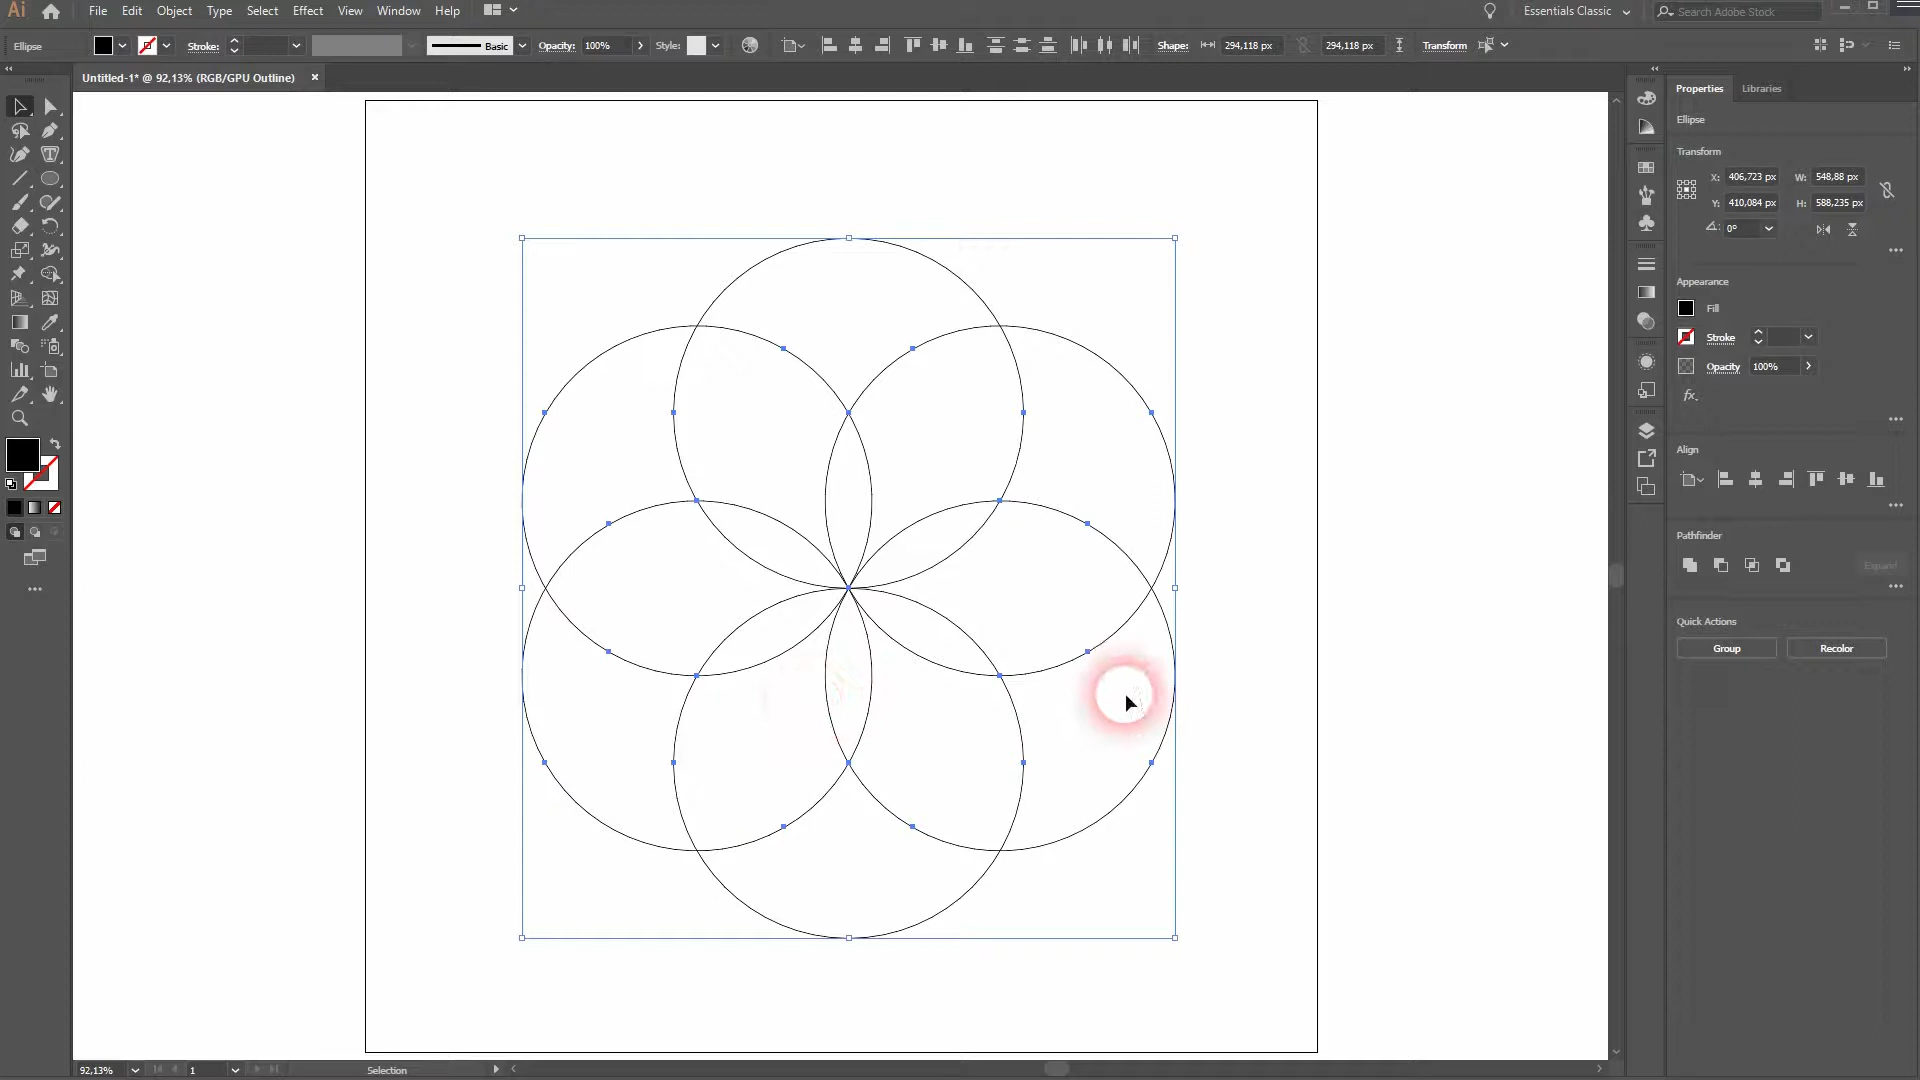 Ai File Edit Object Type Select Effect View Window Help Essentials Classic Search Adobe Stock
Ellipse Stroke: Basic Opacity: 100% Style: Shape: 294,118 px 294,118 px Transform
Untitled-1* @ 92,13% (RGB/GPU Outline) ×
Properties Libraries
Ellipse
Transform
X: 406,723 px W: 548,88 px
Y: 410,084 px H: 588,235 px
0°
Appearance
Fill
Stroke
Opacity 100%
fx.
Align
Pathfinder
Expand
Quick Actions
Group Recolor
92,13% 1 Selection